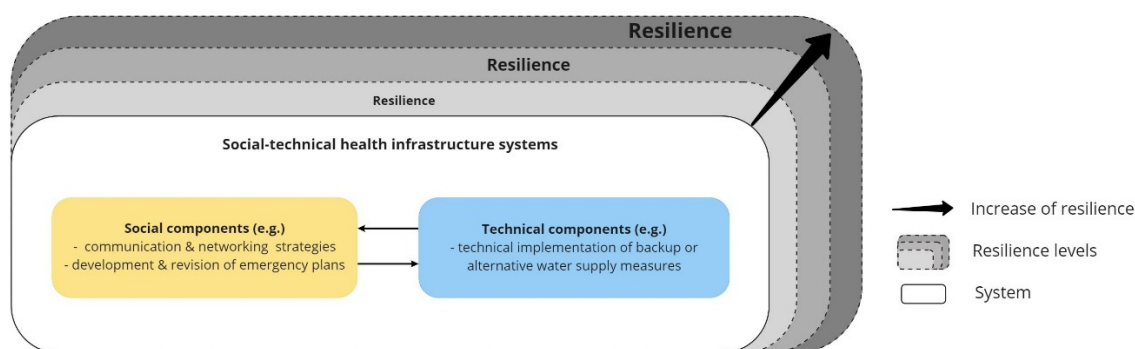 Resilience
Resilience
Resilience
Social-technical health infrastructure systems
Social components (e.g.)
- communication & networking strategies
- development & revision of emergency plans
Technical components (e.g.)
- technical implementation of backup or
alternative water supply measures
Increase of resilience
Resilience levels
System